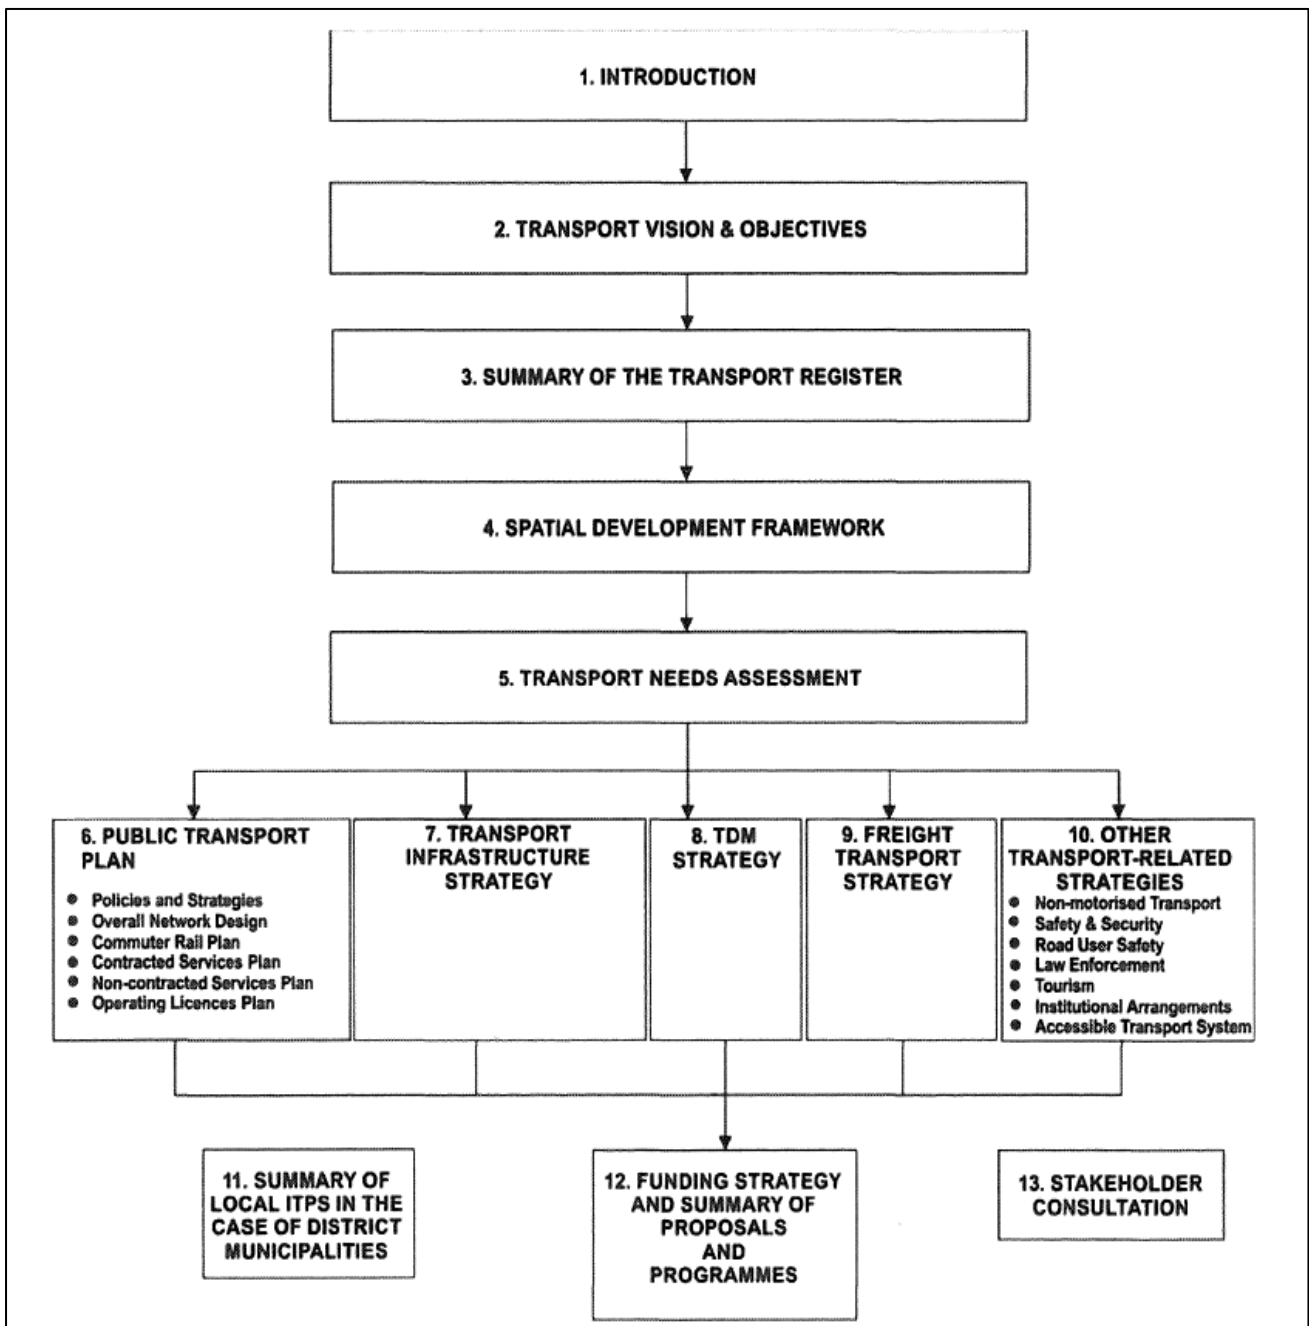 1. INTRODUCTION
2. TRANSPORT VISION & OBJECTIVES
3. SUMMARY OF THE TRANSPORT REGISTER
4. SPATIAL DEVELOPMENT FRAMEWORK
5. TRANSPORT NEEDS ASSESSMENT
6. PUBLIC TRANSPORT
PLAN
● Policies and Strategies
● Overall Network Design
● Commuter Rail Plan
● Contracted Services Plan
● Non-contracted Services Plan
● Operating Licences Plan
7. TRANSPORT
INFRASTRUCTURE
STRATEGY
8. TDM
STRATEGY
9. FREIGHT
TRANSPORT
STRATEGY
10. OTHER
TRANSPORT-RELATED
STRATEGIES
● Non-motorised Transport
● Safety & Security
● Road User Safety
● Law Enforcement
● Tourism
● Institutional Arrangements
● Accessible Transport System
11. SUMMARY OF
LOCAL ITPS IN THE
CASE OF DISTRICT
MUNICIPALITIES
12. FUNDING STRATEGY
AND SUMMARY OF
PROPOSALS
AND
PROGRAMMES
13. STAKEHOLDER
CONSULTATION